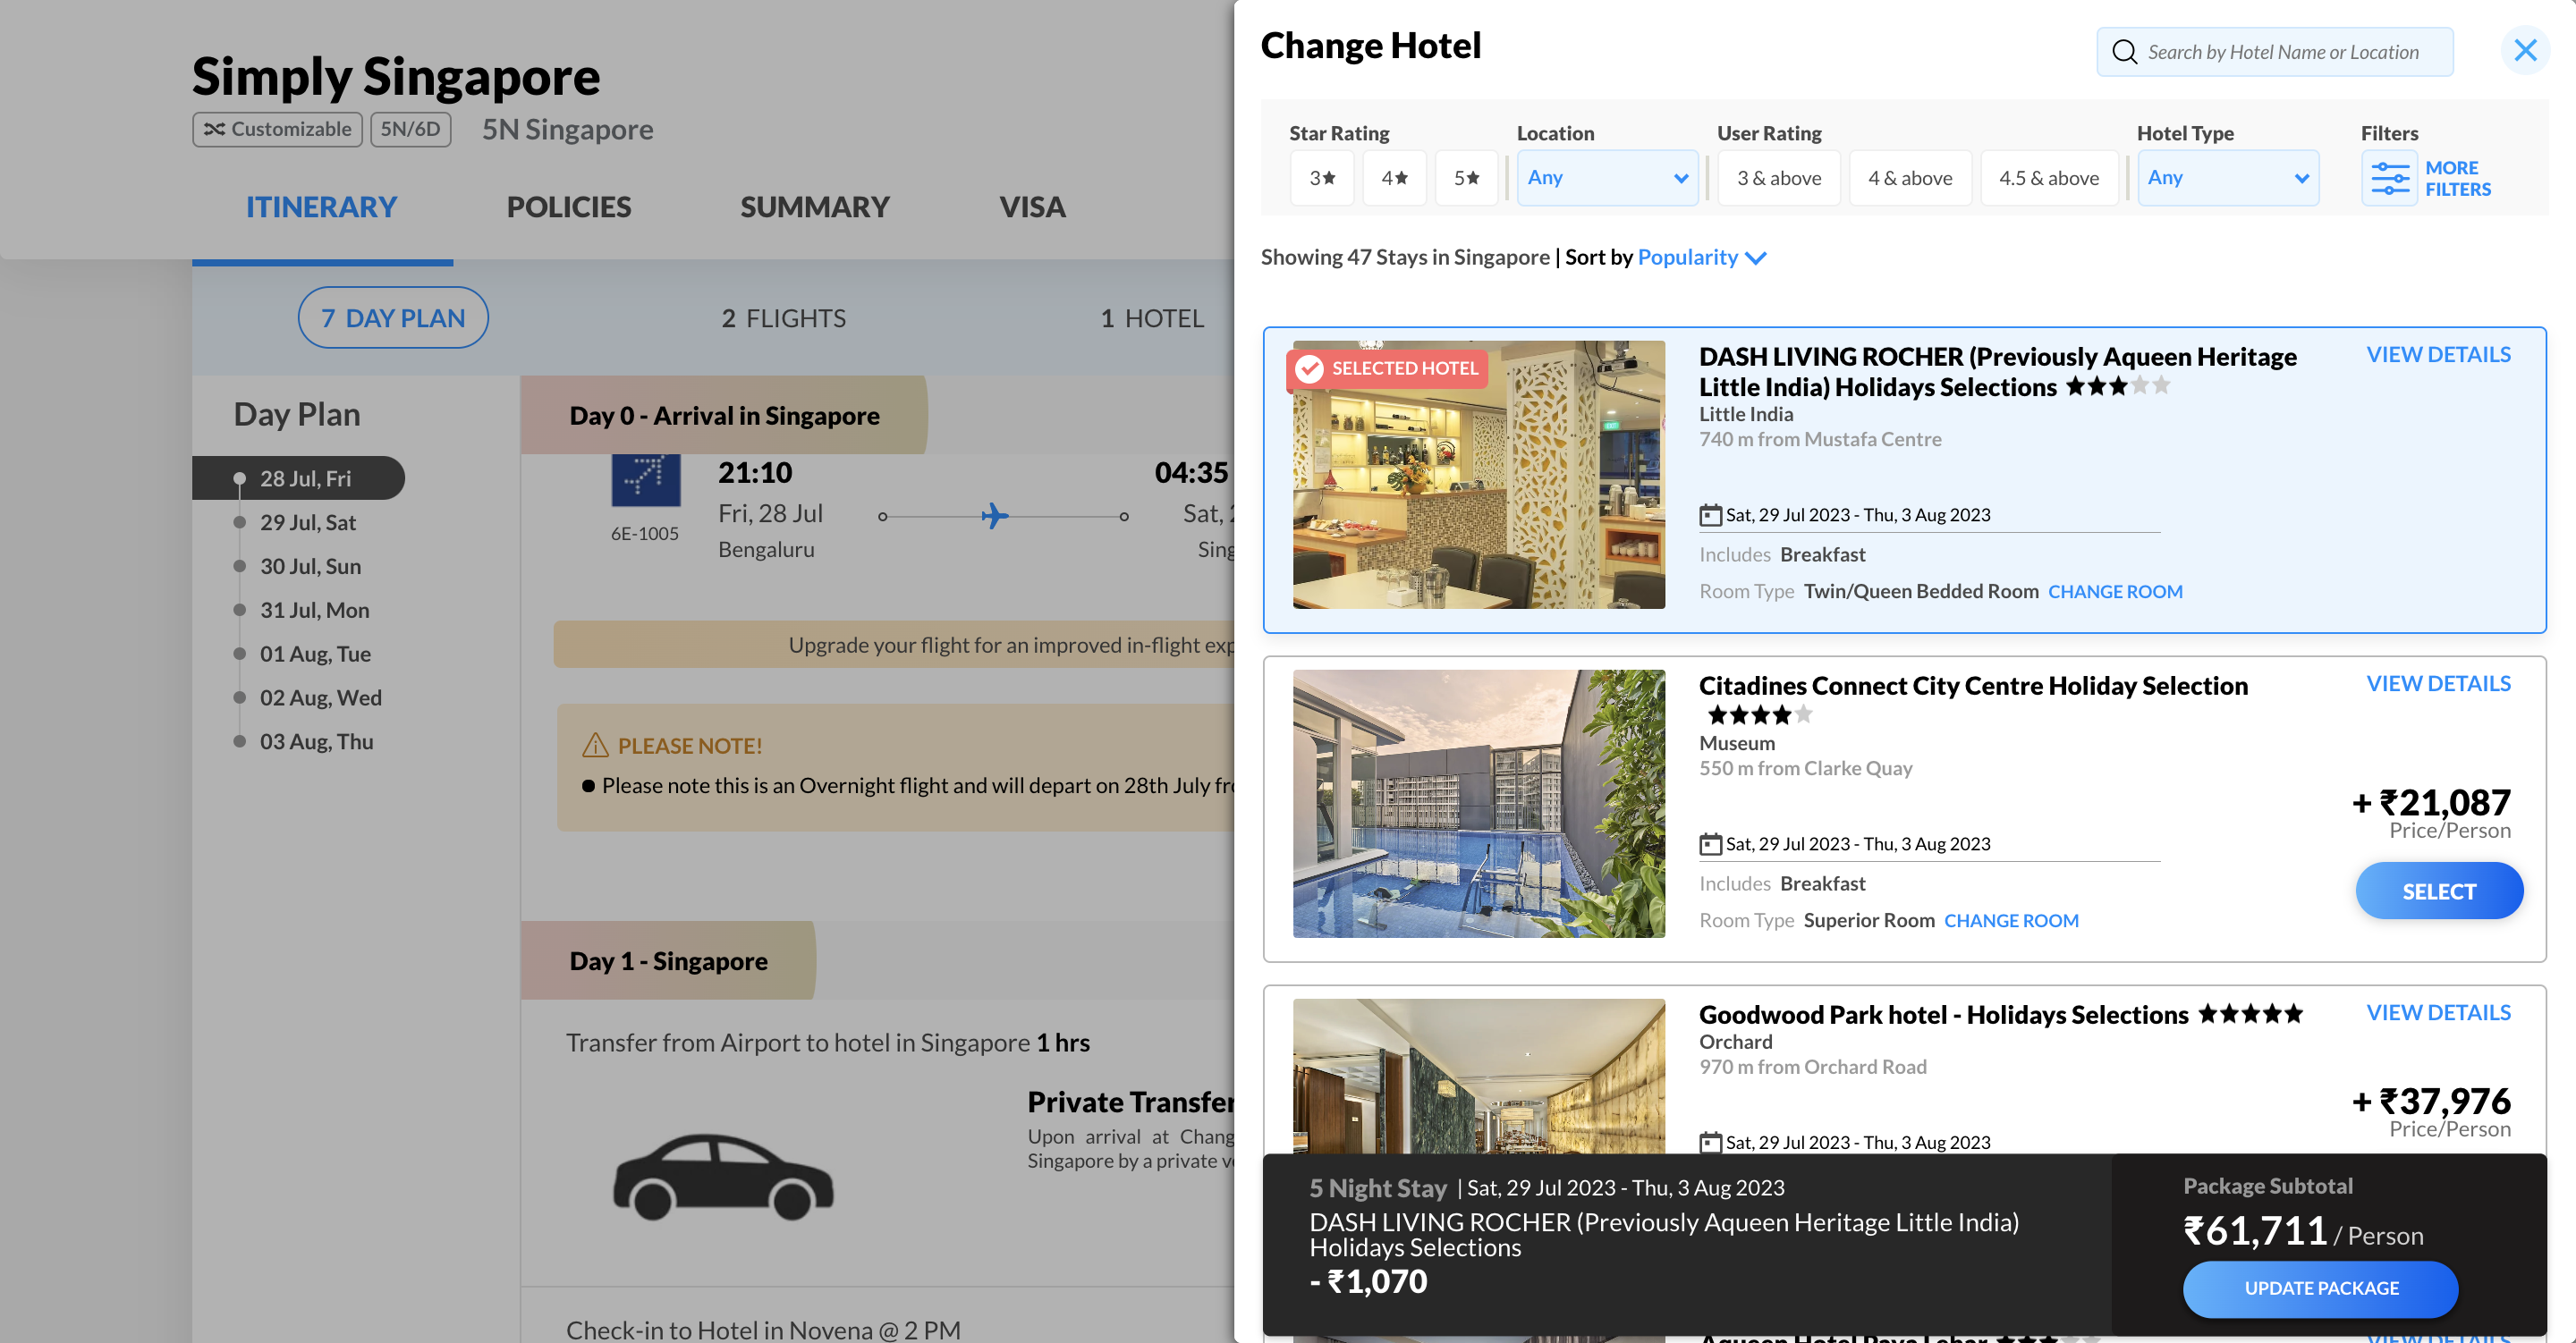 Simply Singapore
Customizable
5N/6D
5N Singapore
ITINERARY
POLICIES
SUMMARY
VISA
7 DAY PLAN
2 FLIGHTS
1 HOTEL
Day Plan
28 Jul, Fri
29 Jul, Sat
30 Jul, Sun
31 Jul, Mon
01 Aug, Tue
02 Aug, Wed
03 Aug, Thu
Day 0 - Arrival in Singapore
6E-1005
21:10
Fri, 28 Jul
Bengaluru
04:35
Sat,
Upgrade your flight for an improved in-flight
PLEASE NOTE!
● Please note this is an Overnight flight and will depart on 28th July
Day 1 - Singapore
Transfer from Airport to hotel in Singapore 1 hrs
Private Transfer
Upon arrival at
Singapore by a private
Check-in to Hotel in Novena @ 2 PM
Change Hotel
Search by Hotel Name or Location
Star Rating
3★
4★
5★
Location
Any
User Rating
3 & above
4 & above
4.5 & above
Hotel Type
Any
Filters
MORE
FILTERS
Showing 47 Stays in Singapore | Sort by Popularity
SELECTED HOTEL
EXIT
DASH LIVING ROCHER (Previously Aqueen Heritage
Little India) Holidays Selections
Little India
740 m from Mustafa Centre
Sat, 29 Jul 2023 - Thu, 3 Aug 2023
Includes Breakfast
Room Type Twin/Queen Bedded Room CHANGE ROOM
VIEW DETAILS
Citadines Connect City Centre Holiday Selection
Museum
550 m from Clarke Quay
Sat, 29 Jul 2023 - Thu, 3 Aug 2023
Includes Breakfast
Room Type Superior Room CHANGE ROOM
VIEW DETAILS
+ ₹21,087
Price/Person
SELECT
Goodwood Park hotel - Holidays Selections
Orchard
970 m from Orchard Road
Sat, 29 Jul 2023 - Thu, 3 Aug 2023
VIEW DETAILS
+ ₹37,976
Price/Person
5 Night Stay | Sat, 29 Jul 2023 - Thu, 3 Aug 2023
DASH LIVING ROCHER (Previously Aqueen Heritage Little India)
Holidays Selections
- ₹1,070
Package Subtotal
₹61,711 / Person
UPDATE PACKAGE